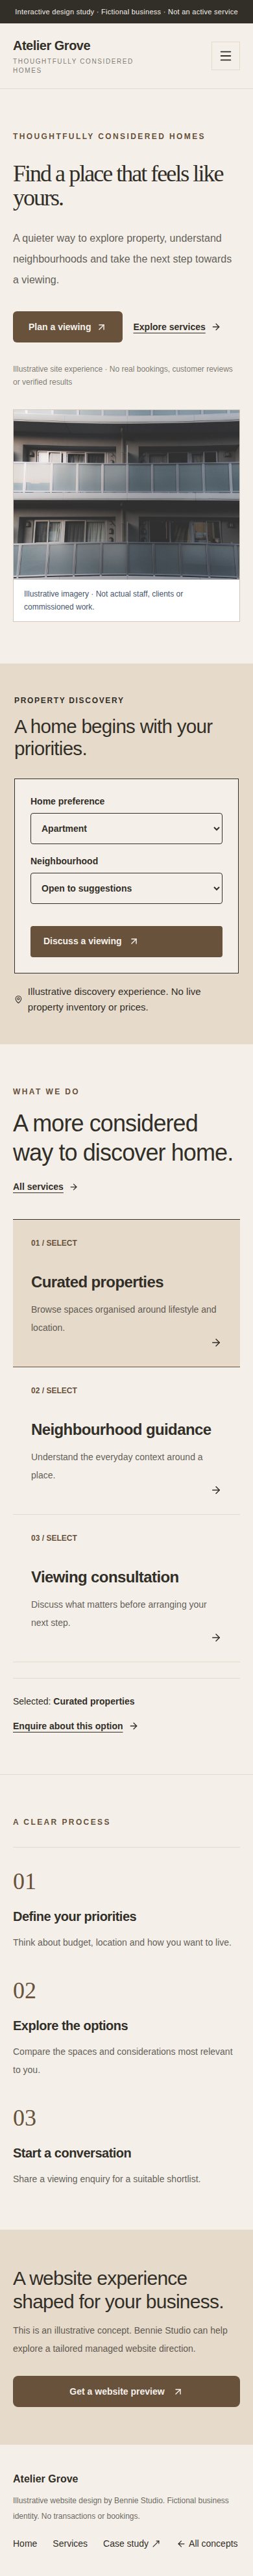 Interactive design study · Fictional business · Not an active service
Atelier Grove
THOUGHTFULLY CONSIDERED
HOMES
THOUGHTFULLY CONSIDERED HOMES
Find a place that feels like
yours.
A quieter way to explore property, understand
neighbourhoods and take the next step towards
a viewing.
Plan a viewing
Explore services
Illustrative site experience · No real bookings, customer reviews
or verified results
Illustrative imagery · Not actual staff, clients or
commissioned work.
PROPERTY DISCOVERY
A home begins with your
priorities.
Home preference
Apartment
Neighbourhood
Open to suggestions
Discuss a viewing
Illustrative discovery experience. No live
property inventory or prices.
WHAT WE DO
A more considered
way to discover home.
All services
01 / SELECT
Curated properties
Browse spaces organised around lifestyle and
location.
02 / SELECT
Neighbourhood guidance
Understand the everyday context around a
place.
03 / SELECT
Viewing consultation
Discuss what matters before arranging your
next step.
Selected: Curated properties
Enquire about this option
A CLEAR PROCESS
01
Define your priorities
Think about budget, location and how you want to live.
02
Explore the options
Compare the spaces and considerations most relevant
to you.
03
Start a conversation
Share a viewing enquiry for a suitable shortlist.
A website experience
shaped for your business.
This is an illustrative concept. Bennie Studio can help
explore a tailored managed website direction.
Get a website preview
Atelier Grove
Illustrative website design by Bennie Studio. Fictional business
identity. No transactions or bookings.
Home Services Case study ↗ ← All concepts